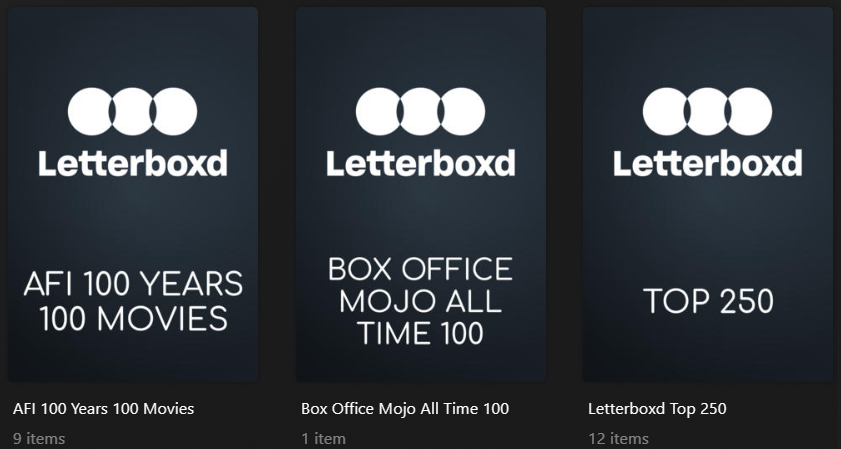 Letterboxd
AFI 100 YEARS
100 MOVIES
AFI 100 Years 100 Movies
9 items
Letterboxd
BOX OFFICE
MOJO ALL
TIME 100
Box Office Mojo All Time 100
1 item
Letterboxd
TOP 250
Letterboxd Top 250
12 items